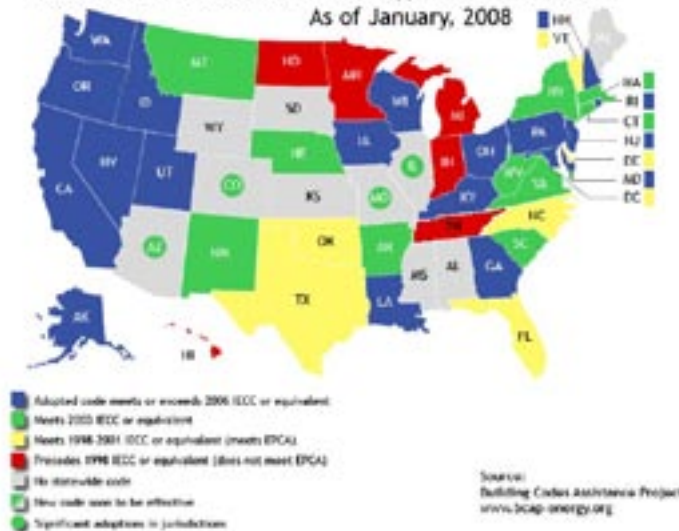 As of January, 2008
WA
MT
ND
MN
OR
ID
SD
WI
MI
WY
NH
VT
NY
MA
RI
CT
NJ
DE
MD
DC
NV
UT
CO
NE
IA
IL
IN
OH
PA
WV
VA
KY
CA
KS
MO
AZ
NM
OK
AR
NC
SC
TX
LA
MS
AL
GA
FL
AK
HI
Adopted code meets or exceeds 2006 IECC or equivalent
Meets 2003 IECC or equivalent
Meets 1998-2001 IECC or equivalent (meets EPCA)
Precedes 1998 IECC or equivalent (does not meet EPCA)
No statewide code
New code soon to be effective
Significant adoptions in jurisdictions
Source:
Building Codes Assistance Project
www.bcap-energy.org